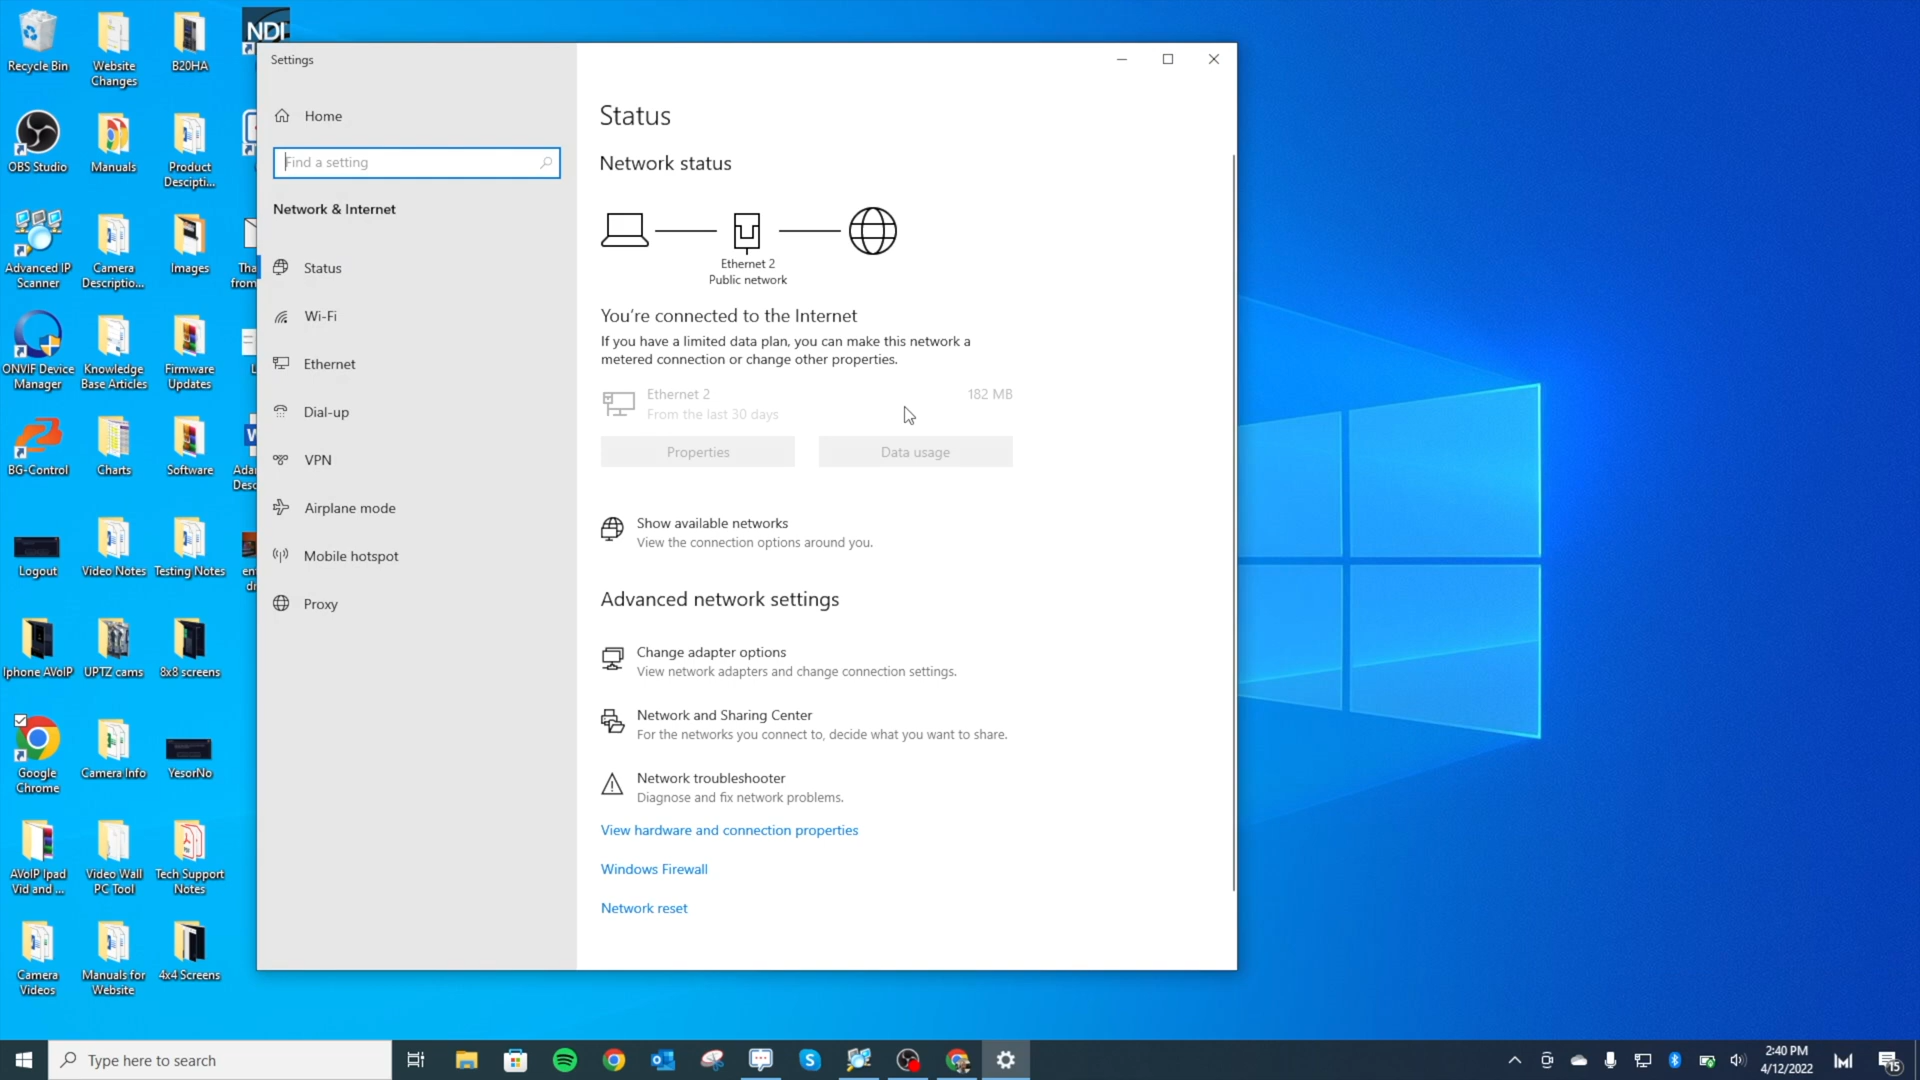 Recycle Bin
Website
Changes
B20HA
NDI
OBS Studio
Manuals
Product
Descipti...
Advanced IP
Scanner
Camera
Descriptio...
Images
Tha
from
ONVIF Device
Manager
Knowledge
Base Articles
Firmware
Updates
BG-Control
Charts
Software
Adan
Desc
Logout
Video Notes
Testing Notes
en
Iphone AVoIP
UPTZ cams
8x8 screens
Google
Chrome
Camera Info
YesorNo
AVoIP Ipad
Vid and ...
Video Wall
PC Tool
Tech Support
Notes
Camera
Videos
Manuals for
Website
4x4 Screens
Settings
Home
Find a setting
Network & Internet
Status
Wi-Fi
Ethernet
Dial-up
VPN
Airplane mode
Mobile hotspot
Proxy
Status
Network status
Ethernet 2
Public network
You're connected to the Internet
If you have a limited data plan, you can make this network a
metered connection or change other properties.
Ethernet 2
182 MB
From the last 30 days
Properties
Data usage
Show available networks
View the connection options around you.
Advanced network settings
Change adapter options
View network adapters and change connection settings.
Network and Sharing Center
For the networks you connect to, decide what you want to share.
Network troubleshooter
Diagnose and fix network problems.
View hardware and connection properties
Windows Firewall
Network reset
Type here to search
2:40 PM
4/12/2022
15